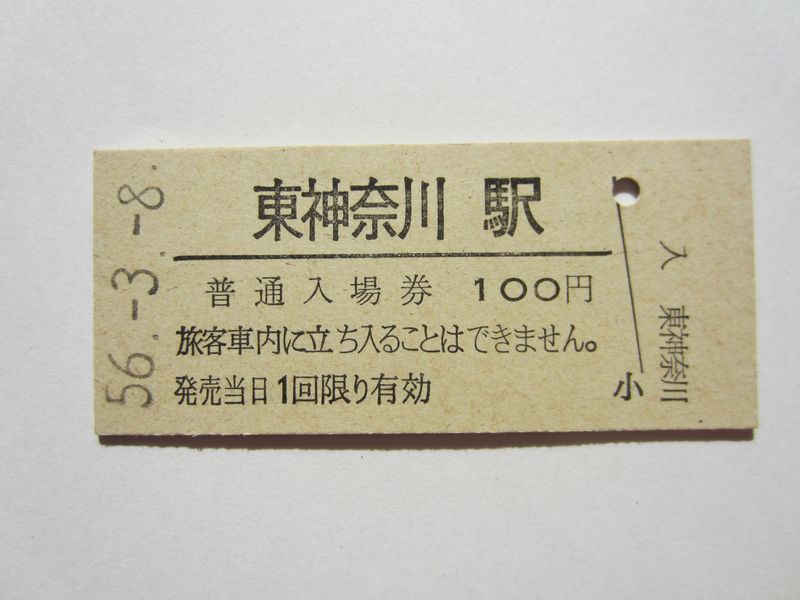 56.-3.-8.
東神奈川 駅
普通入場券 100円
旅客車内に立ち入ることはできません。
発売当日1回限り有効
小
入 東神奈川